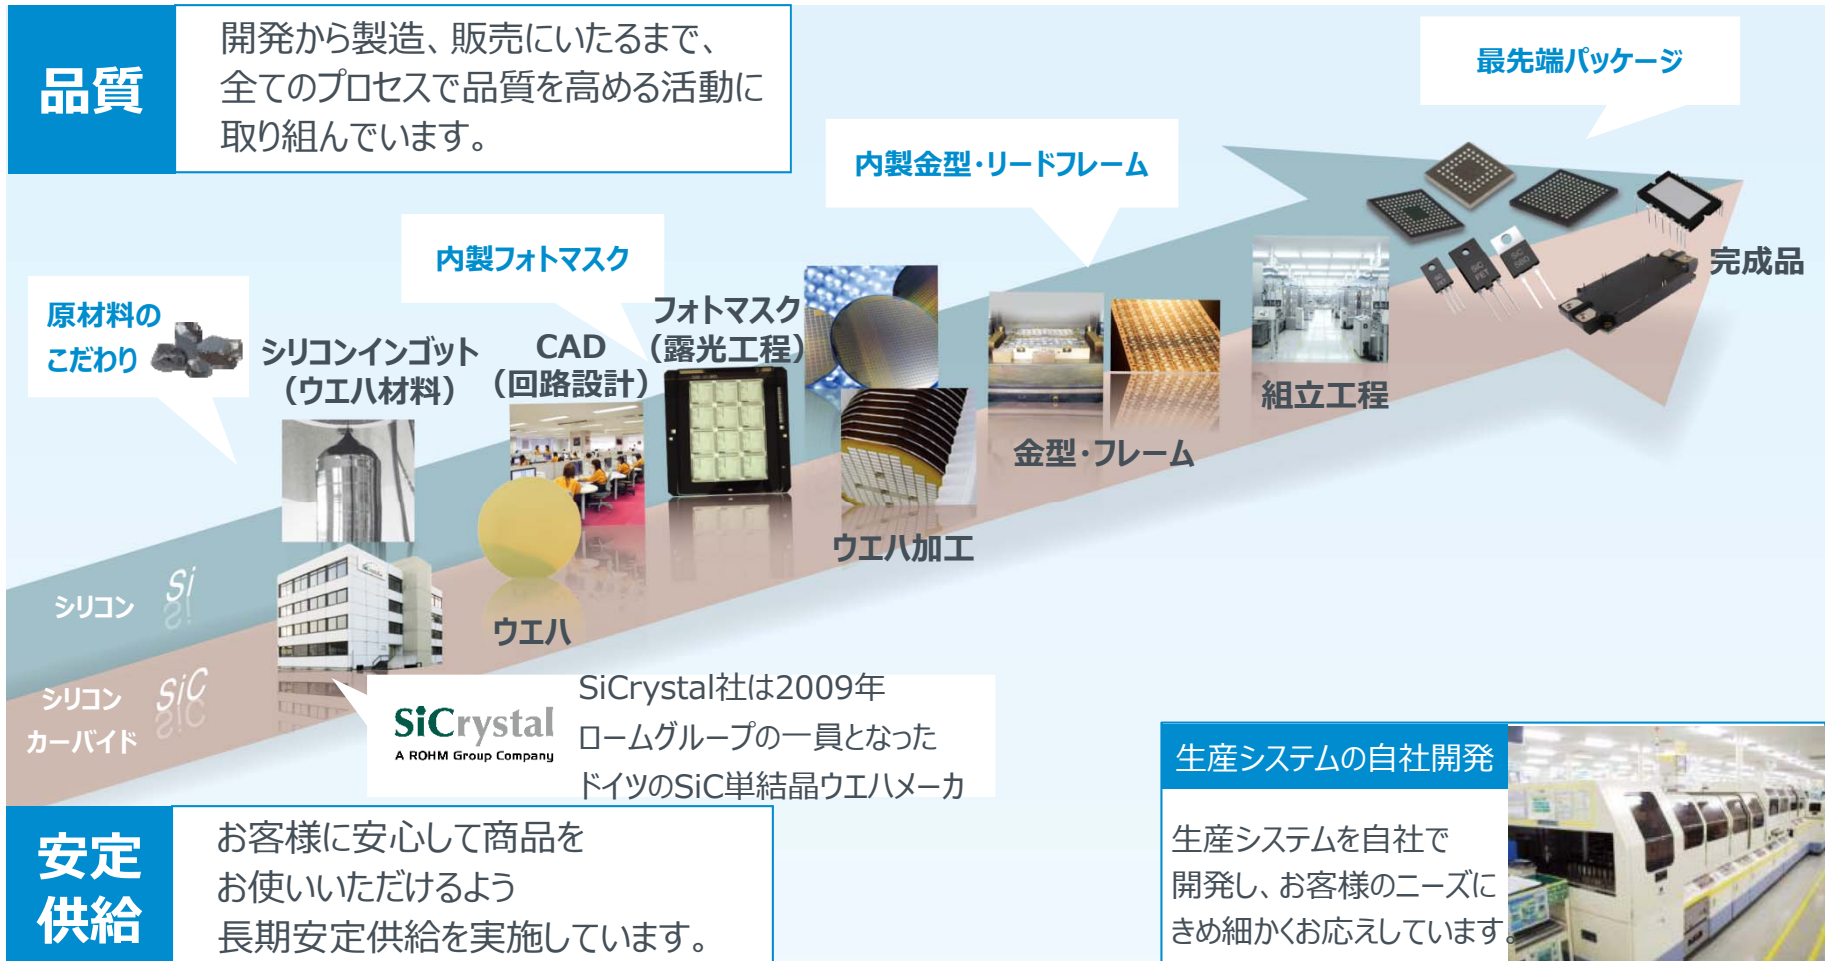 品質
開発から製造、販売にいたるまで、
全てのプロセスで品質を高める活動に
取り組んでいます。
最先端パッケージ
内製金型・リードフレーム
内製フォトマスク
原材料の
こだわり
シリコンインゴット
（ウエハ材料）
CAD
（回路設計）
フォトマスク
（露光工程）
ウエハ加工
金型・フレーム
組立工程
完成品
SiC
FET
SiC
SBD
シリコン
Si
ウエハ
シリコン
カーバイド
SiC
SiCrystal
A ROHM Group Company
SiCrystal社は2009年
ロームグループの一員となった
ドイツのSiC単結晶ウエハメーカ
安定
供給
お客様に安心して商品を
お使いいただけるよう
長期安定供給を実施しています。
生産システムの自社開発
生産システムを自社で
開発し、お客様のニーズに
きめ細かくお応えしています。